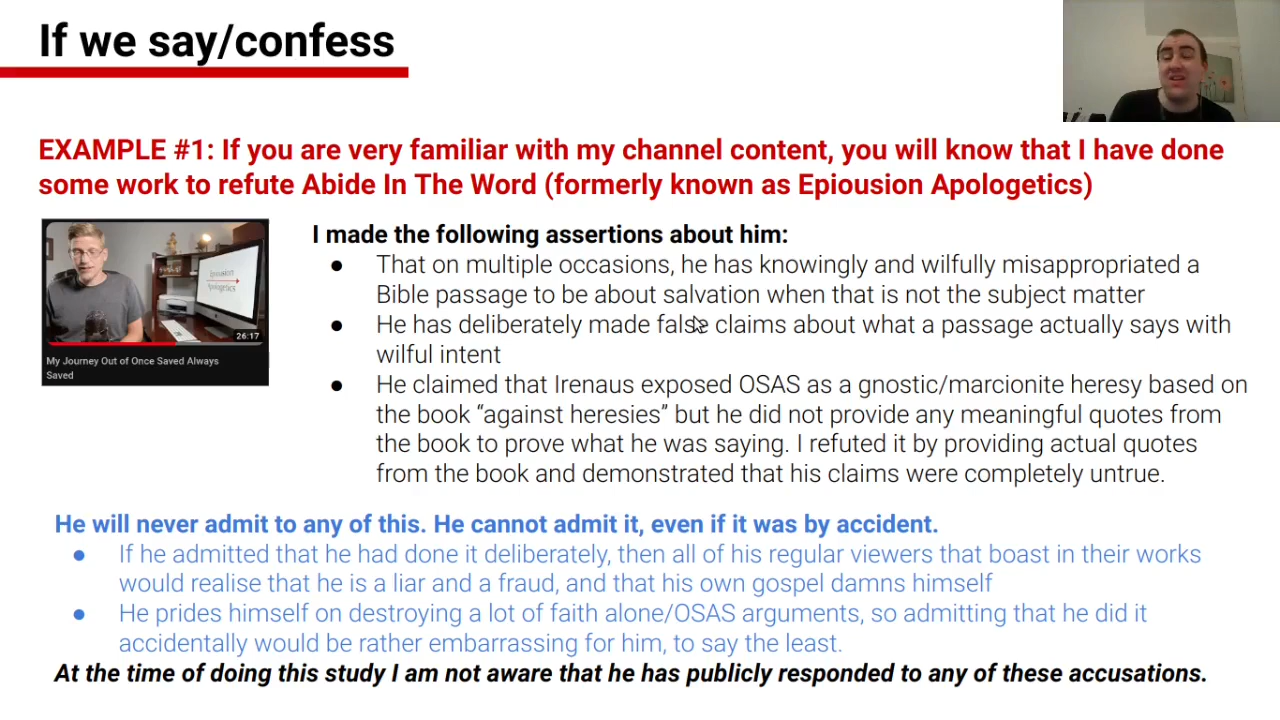 If we say/confess
EXAMPLE #1: If you are very familiar with my channel content, you will know that I have done
some work to refute Abide In The Word (formerly known as Epiousion Apologetics)
Epiousion
Apologetics
26:17
My Journey Out of Once Saved Always
Saved
I made the following assertions about him:
● That on multiple occasions, he has knowingly and wilfully misappropriated a
Bible passage to be about salvation when that is not the subject matter
● He has deliberately made false claims about what a passage actually says with
wilful intent
● He claimed that Irenaus exposed OSAS as a gnostic/marcionite heresy based on
the book “against heresies” but he did not provide any meaningful quotes from
the book to prove what he was saying. I refuted it by providing actual quotes
from the book and demonstrated that his claims were completely untrue.
He will never admit to any of this. He cannot admit it, even if it was by accident.
● If he admitted that he had done it deliberately, then all of his regular viewers that boast in their works
would realise that he is a liar and a fraud, and that his own gospel damns himself
● He prides himself on destroying a lot of faith alone/OSAS arguments, so admitting that he did it
accidentally would be rather embarrassing for him, to say the least.
At the time of doing this study I am not aware that he has publicly responded to any of these accusations.